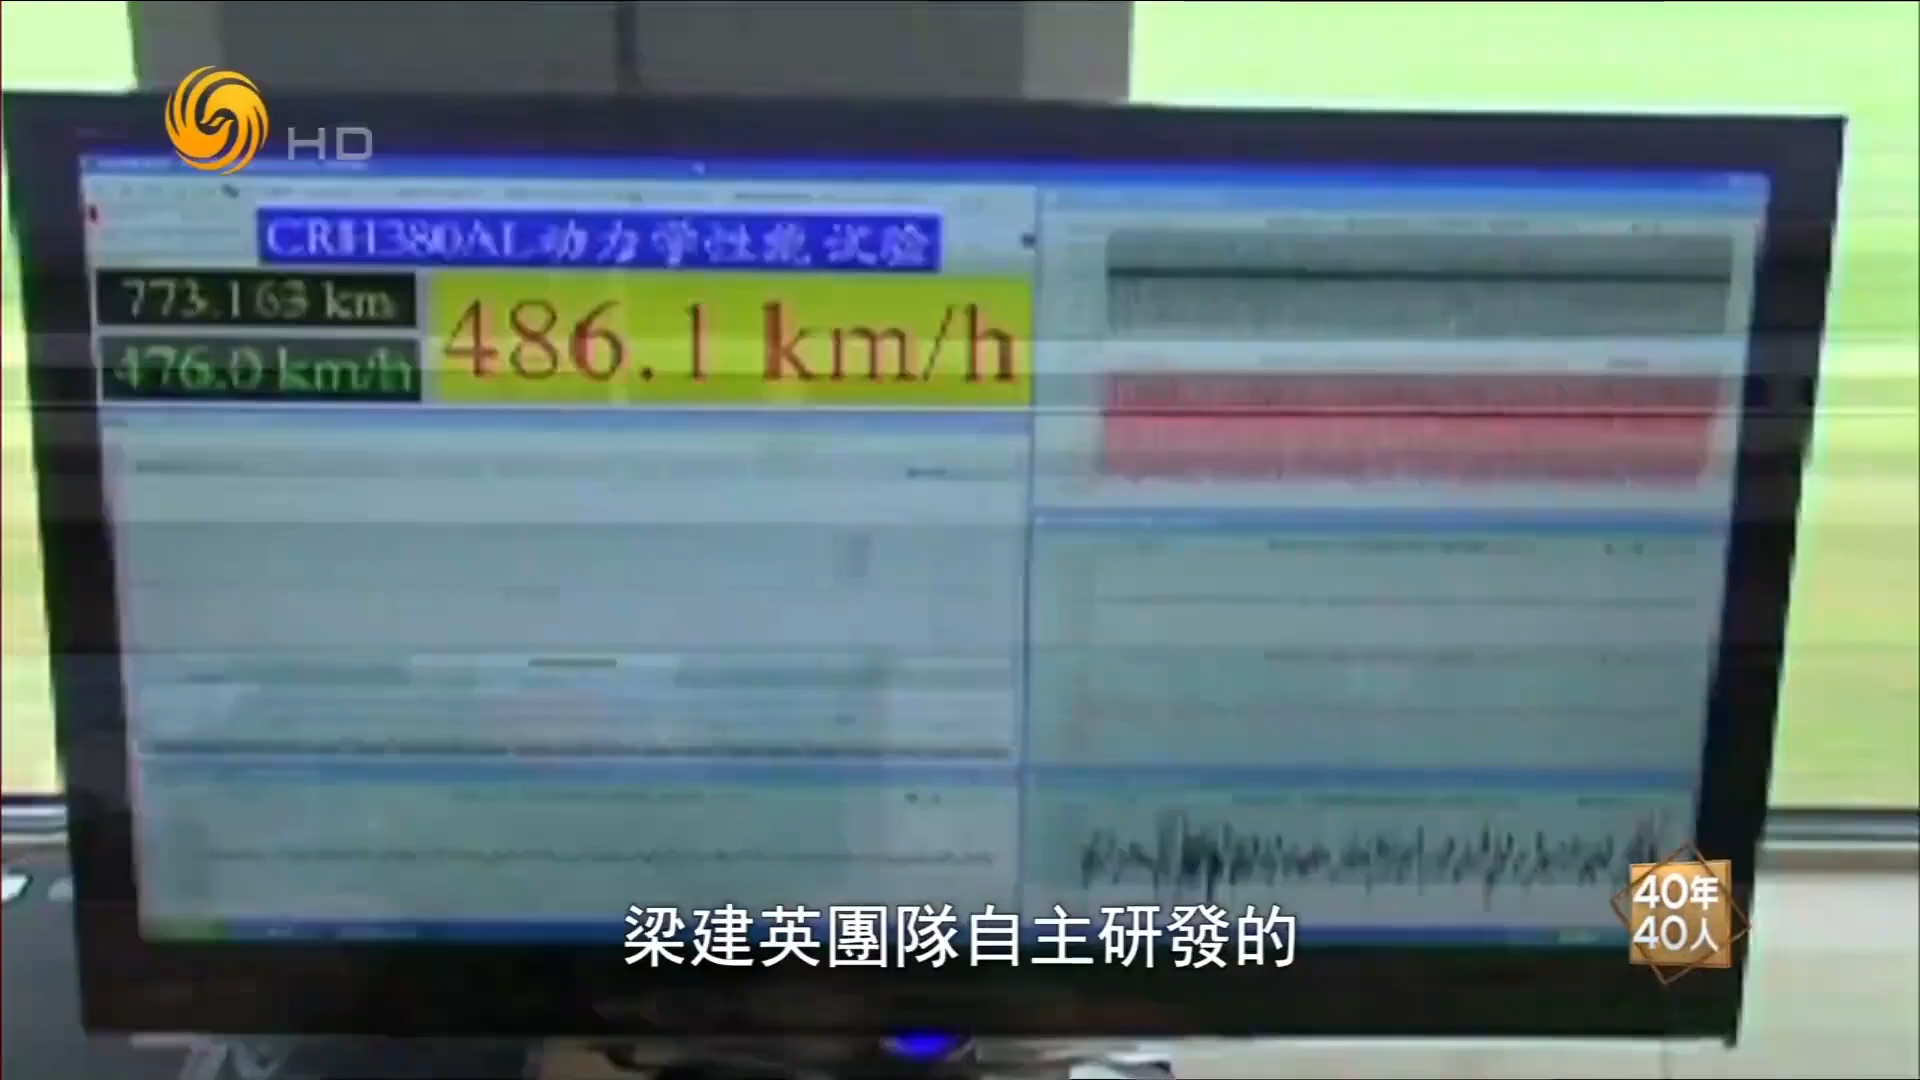 HD
CRH380AL动力学性能试验
773.163 km
476.0 km/h
486.1 km/h
梁建英團隊自主研發的
40年
40人